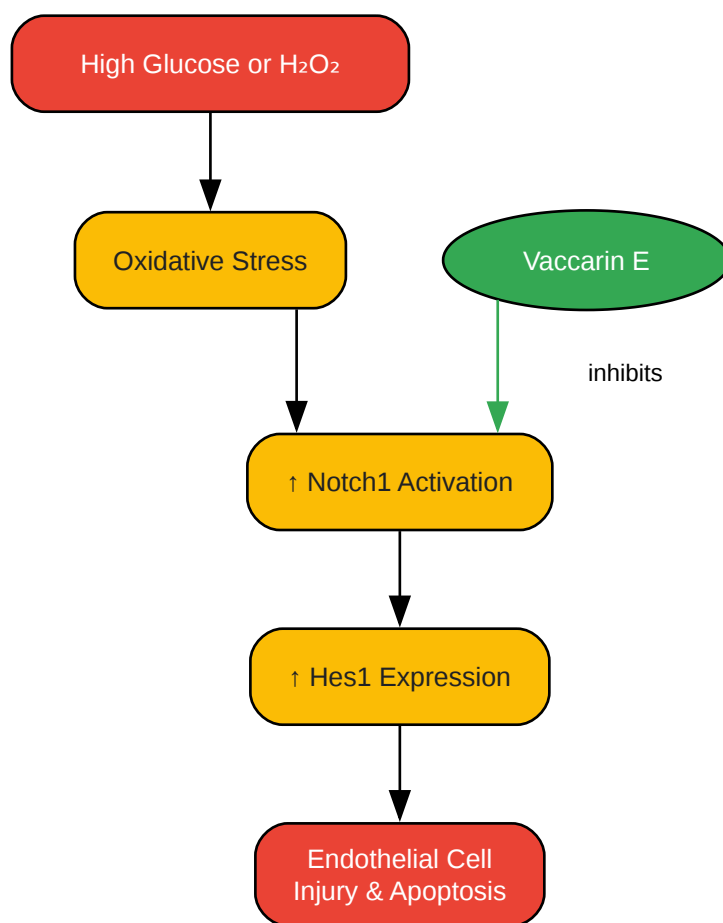 High Glucose or H₂O₂
Oxidative Stress
Vaccarin E
inhibits
↑ Notch1 Activation
↑ Hes1 Expression
Endothelial Cell
Injury & Apoptosis